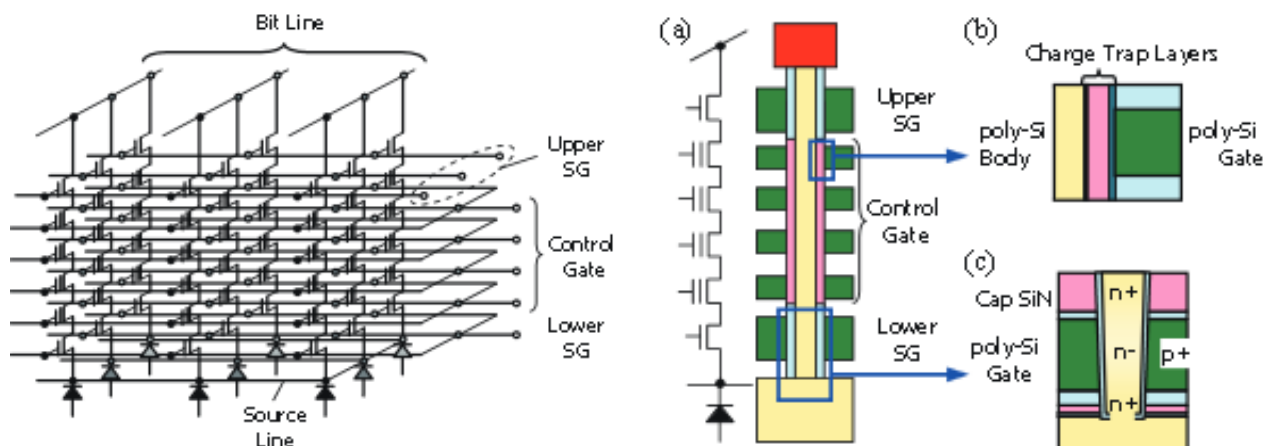 Bit Line
Upper
SG
Control
Gate
Lower
SG
Source
Line
(a)
Upper
SG
Control
Gate
Lower
SG
(b)
Charge Trap Layers
poly-Si
Body
poly-Si
Gate
(c)
Cap SiN
poly-Si
Gate
n+
n-
p+
n+